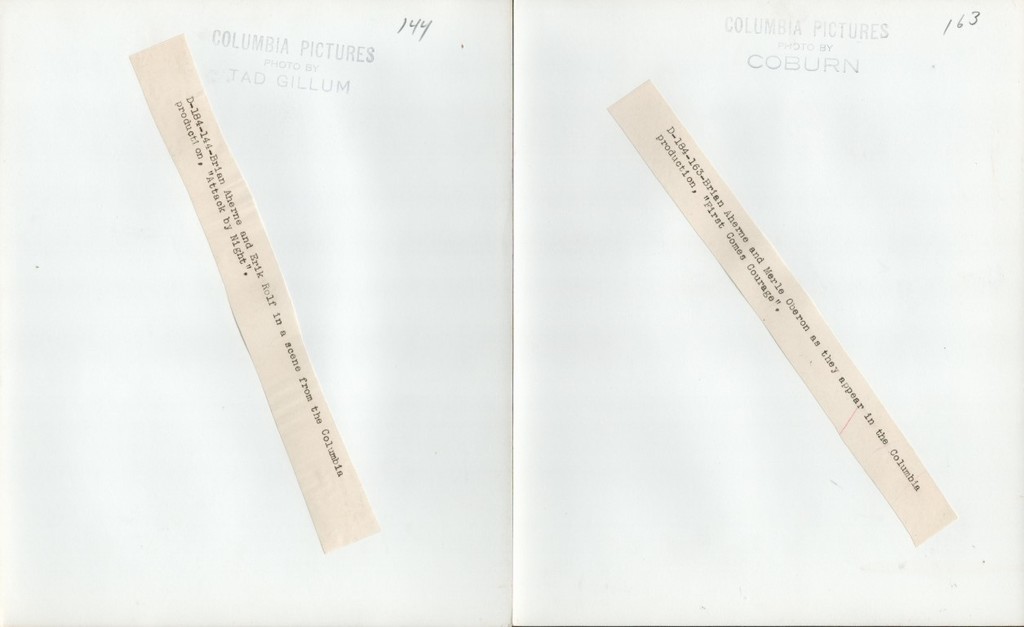 144
COLUMBIA PICTURES
PHOTO BY
TAD GILLUM
D-184-144-Brian Aherne and Erik Rolf in a scene from the Columbia
production, "Attack by Night".
163
COLUMBIA PICTURES
PHOTO BY
COBURN
D-184-163-Brian Aherne and Merle Oberon as they appear in the Columbia
production, "First Comes Courage".